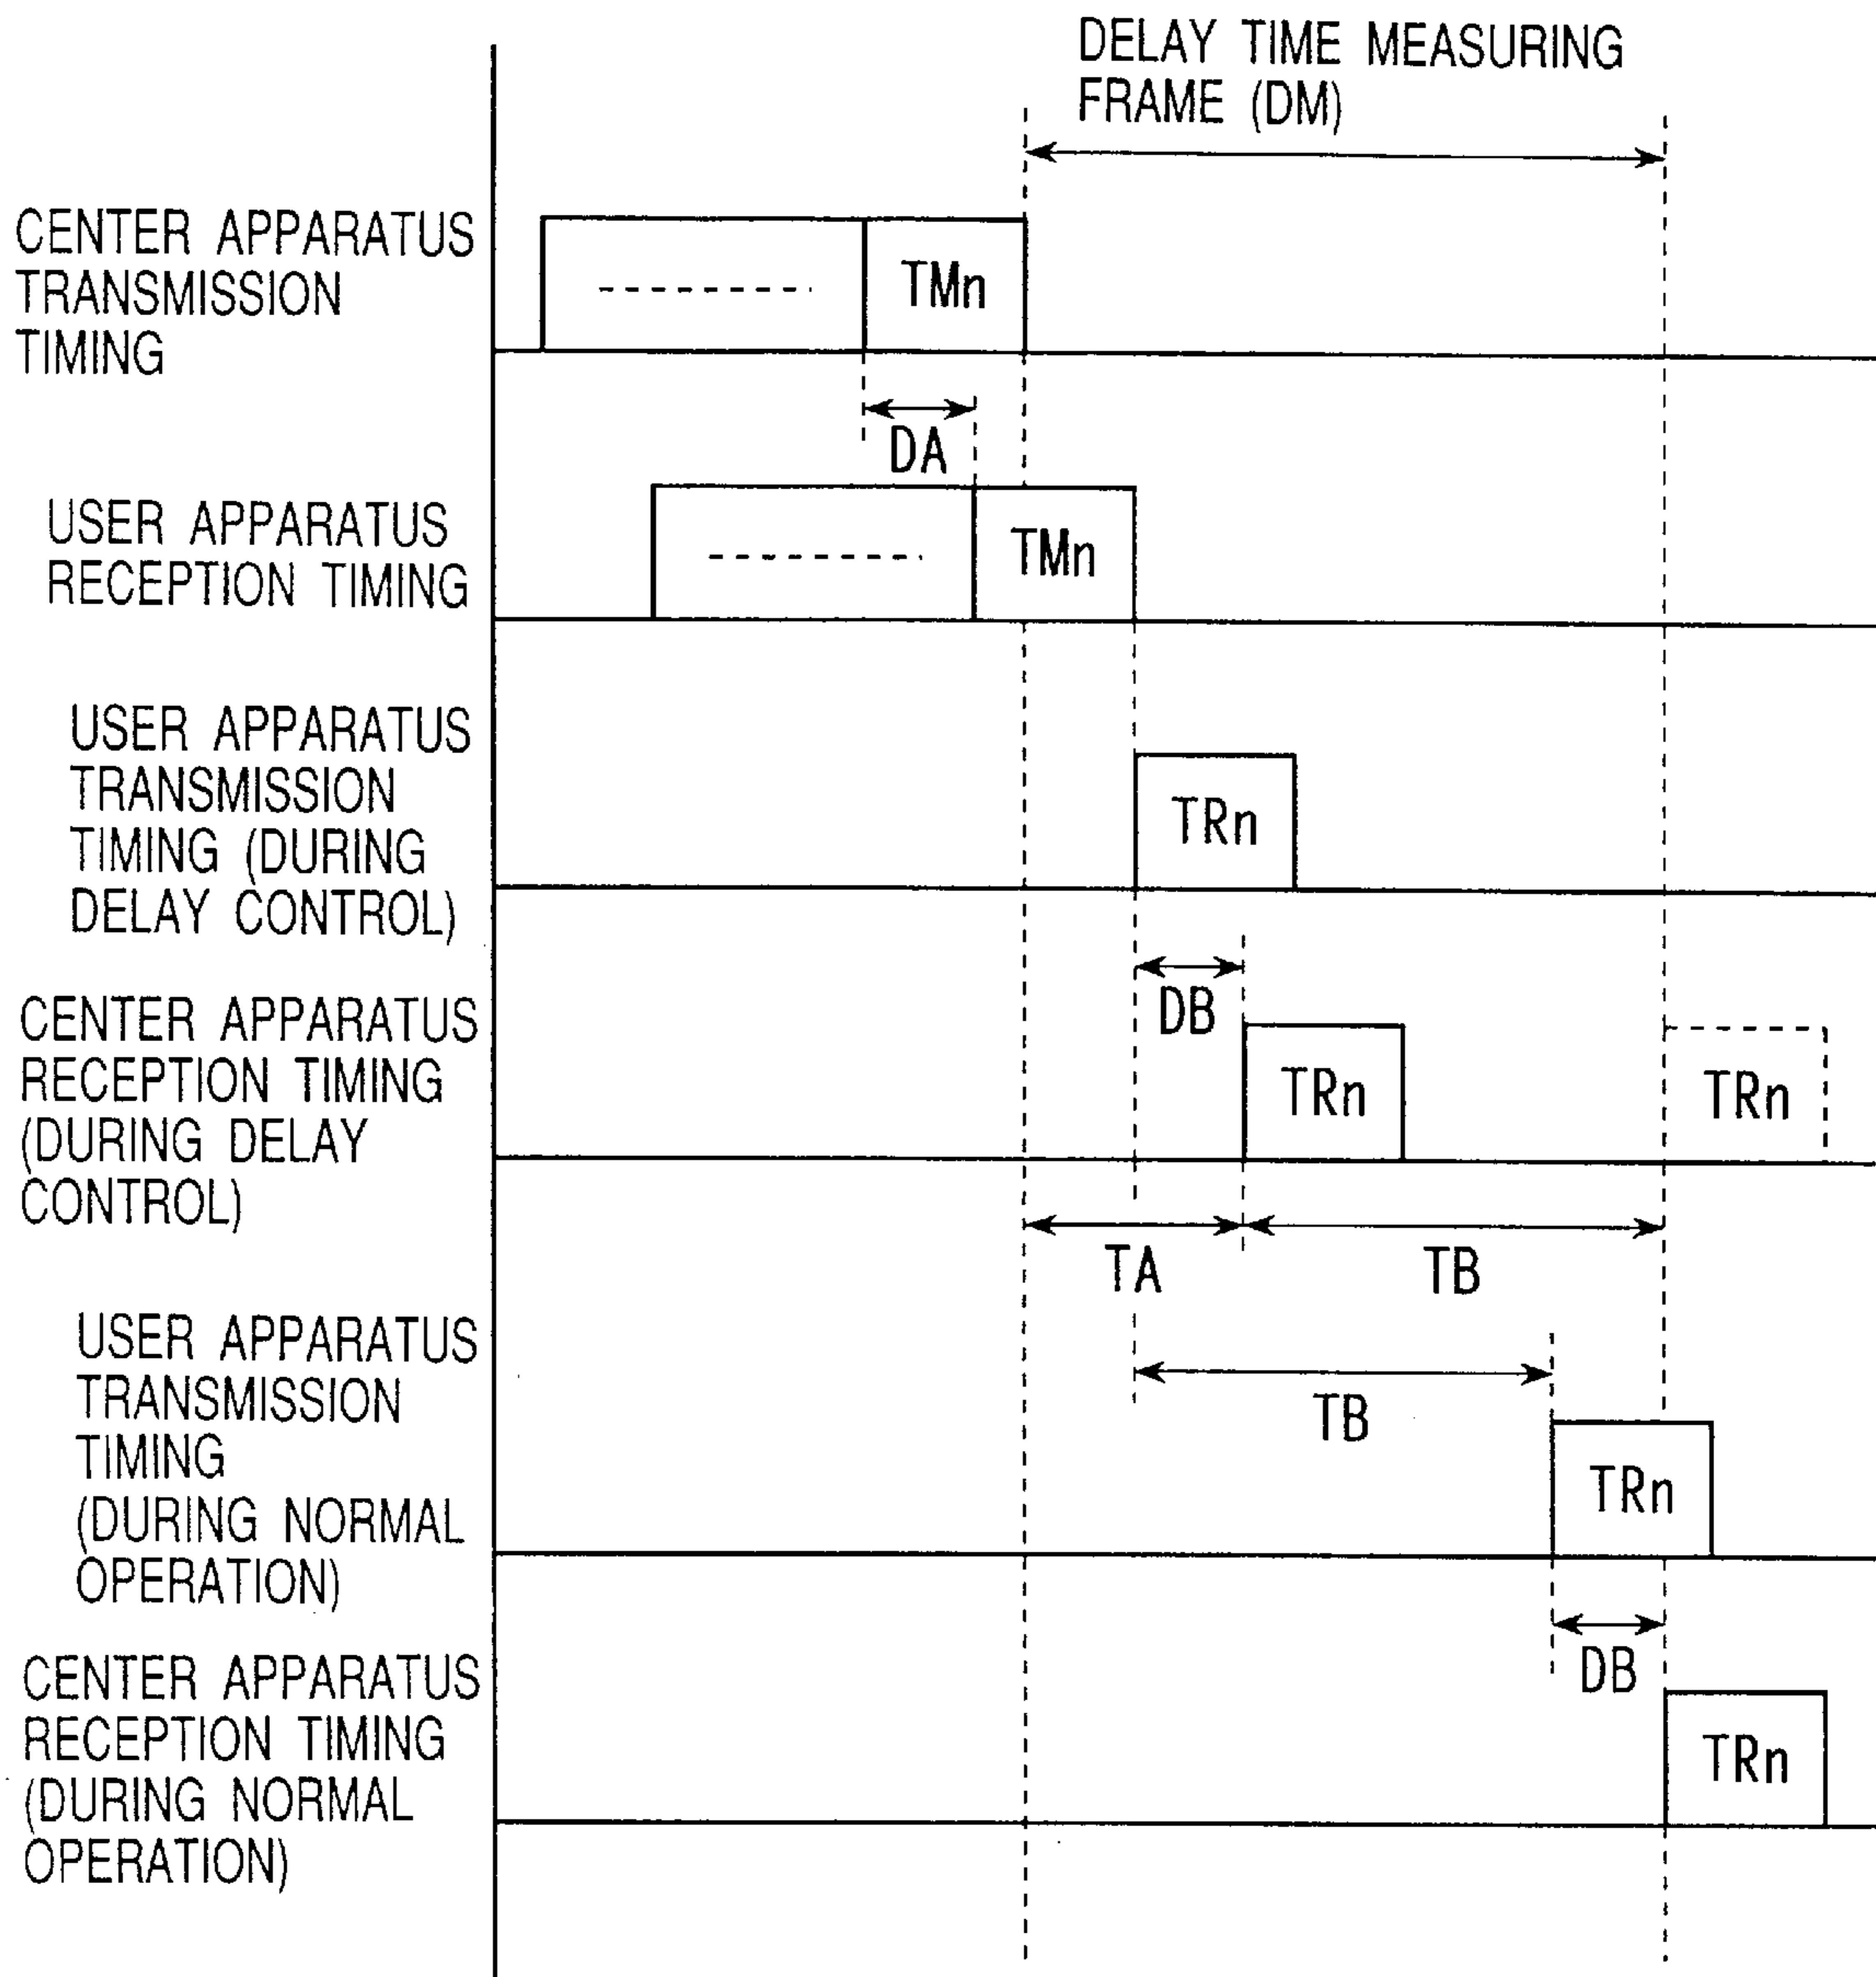 DELAY TIME MEASURING
FRAME (DM)
CENTER APPARATUS
TRANSMISSION
TIMING
TMn
DA
USER APPARATUS
RECEPTION TIMING
TMn
USER APPARATUS
TRANSMISSION
TIMING (DURING
DELAY CONTROL)
TRn
DB
CENTER APPARATUS
RECEPTION TIMING
(DURING DELAY
CONTROL)
TRn
TRn
TA
TB
USER APPARATUS
TRANSMISSION
TIMING
(DURING NORMAL
OPERATION)
TB
TRn
DB
CENTER APPARATUS
RECEPTION TIMING
(DURING NORMAL
OPERATION)
TRn